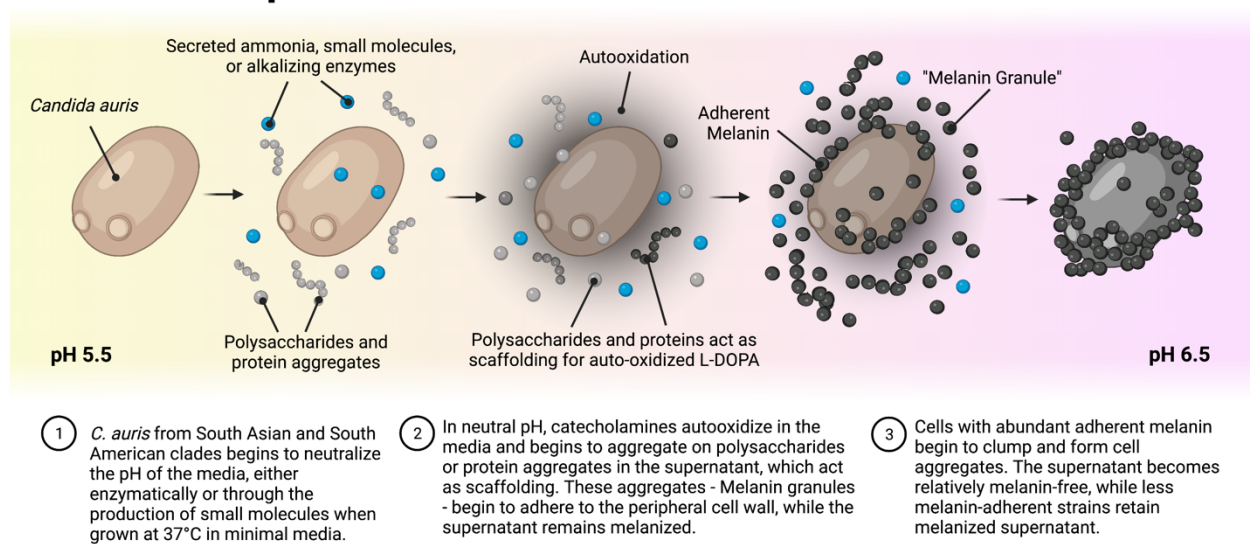 Secreted ammonia, small molecules,
or alkalizing enzymes
Candida auris
Autooxidation
"Melanin Granule"
Adherent
Melanin
Polysaccharides and
protein aggregates
Polysaccharides and proteins act as
scaffolding for auto-oxidized L-DOPA
pH 5.5
pH 6.5
1
C. auris from South Asian and South
American clades begins to neutralize
the pH of the media, either
enzymatically or through the
production of small molecules when
grown at 37°C in minimal media.
2
In neutral pH, catecholamines autooxidize in the
media and begins to aggregate on polysaccharides
or protein aggregates in the supernatant, which act
as scaffolding. These aggregates - Melanin granules
- begin to adhere to the peripheral cell wall, while the
supernatant remains melanized.
3
Cells with abundant adherent melanin
begin to clump and form cell
aggregates. The supernatant becomes
relatively melanin-free, while less
melanin-adherent strains retain
melanized supernatant.